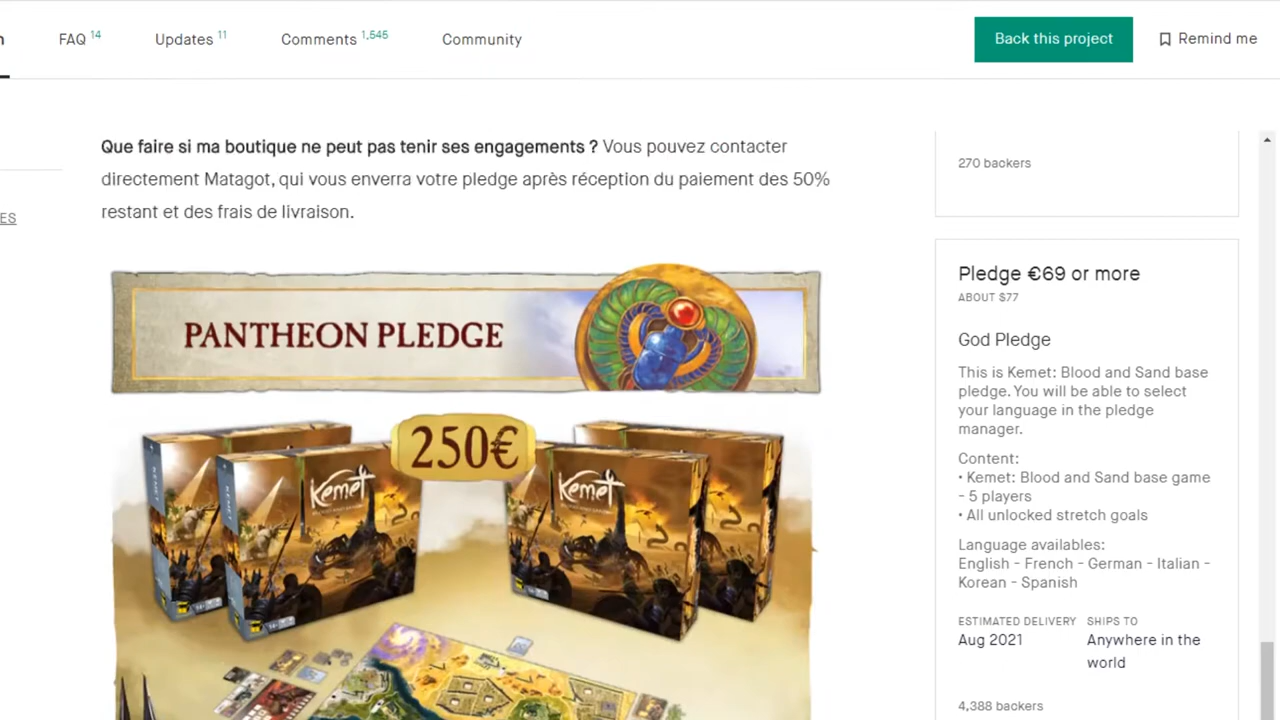 n
FAQ 14
Updates 11
Comments 1,545
Community
Back this project
Remind me
ES
Que faire si ma boutique ne peut pas tenir ses engagements ? Vous pouvez contacter
directement Matagot, qui vous enverra votre pledge après réception du paiement des 50%
restant et des frais de livraison.
PANTHEON PLEDGE
250€
Kemet
Kemet
KEMET
KEMET
270 backers
Pledge €69 or more
ABOUT $77
God Pledge
This is Kemet: Blood and Sand base
pledge. You will be able to select
your language in the pledge
manager.
Content:
• Kemet: Blood and Sand base game
- 5 players
• All unlocked stretch goals
Language available:
English - French - German - Italian -
Korean - Spanish
ESTIMATED DELIVERY
Aug 2021
SHIPS TO
Anywhere in the
world
4,388 backers